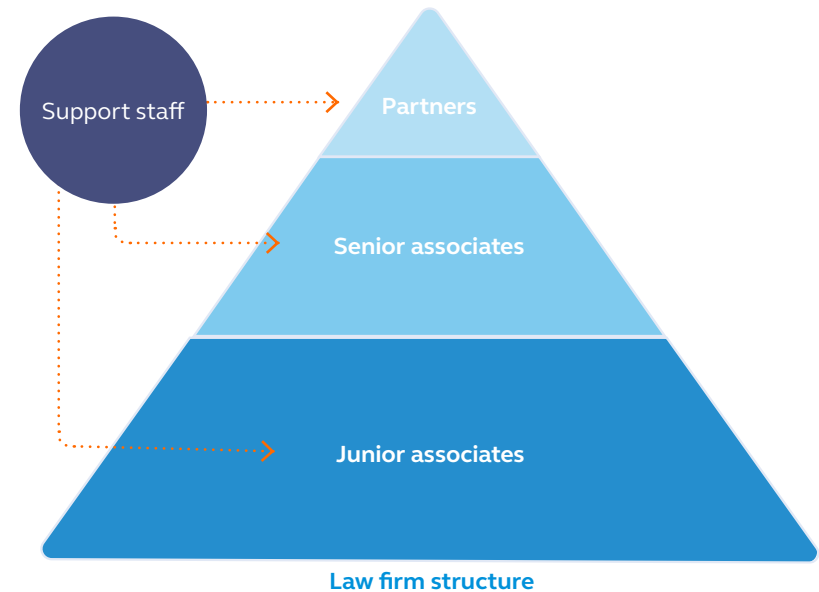 Support staff
Partners
Senior associates
Junior associates
Law firm structure